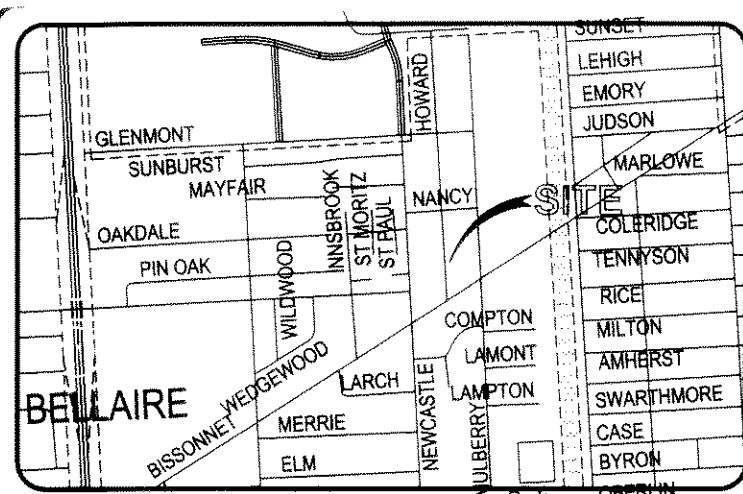 SUNSET
LEHIGH
EMORY
JUDSON
HOWARD
GLENMONT
SUNBURST
MAYFAIR
MARLOWE
INNSBROOK
ST MORITZ
ST PAUL
NANCY
SITE
COLERIDGE
OAKDALE
TENNYSON
PIN OAK
WILDWOOD
RICE
COMPTON
MILTON
LAMONT
AMHERST
WEDGEWOOD
LARCH
LAMPTON
SWARTHMORE
BELLAIRE
BISSONNET
MERRIE
NEWCASTLE
CASE
ELM
BYRON